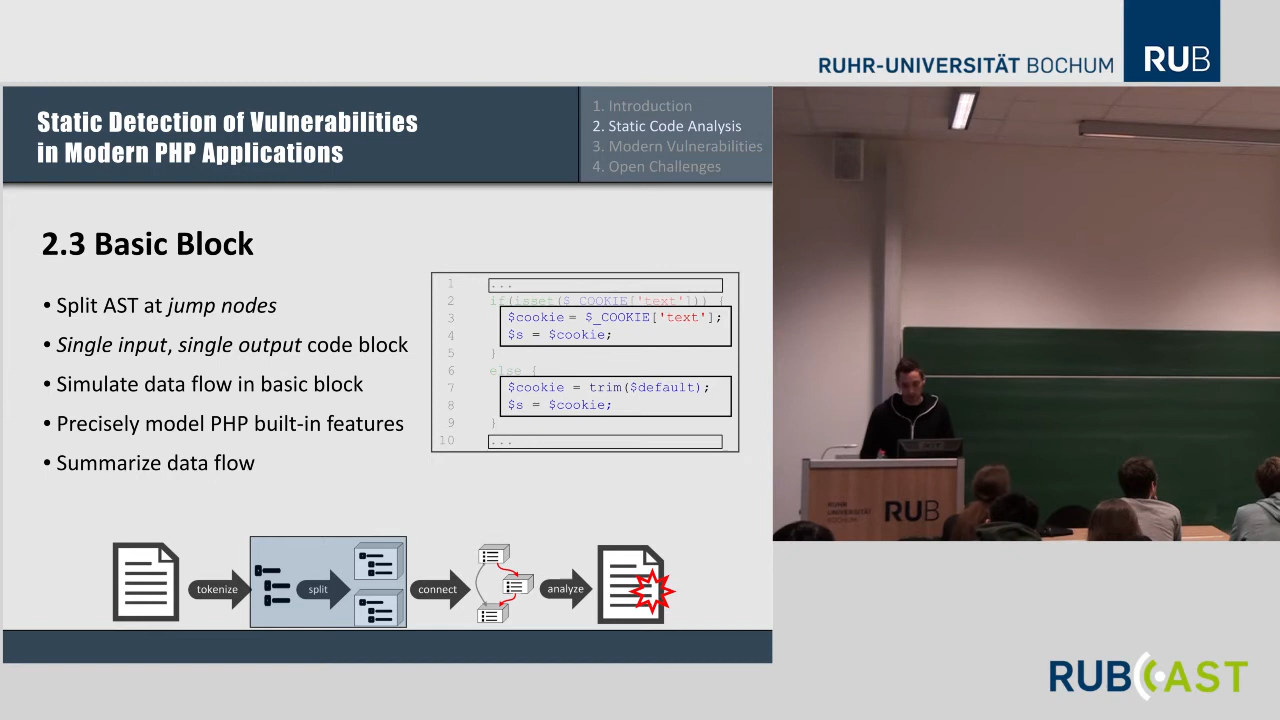 RUHR-UNIVERSITÄT BOCHUM
RUB
Static Detection of Vulnerabilities
in Modern PHP Applications
1. Introduction
2. Static Code Analysis
3. Modern Vulnerabilities
4. Open Challenges
2.3 Basic Block
• Split AST at jump nodes
• Single input, single output code block
• Simulate data flow in basic block
• Precisely model PHP built-in features
• Summarize data flow
1 ...
2 if(isset($_COOKIE['text'])) {
3 $cookie = $_COOKIE['text'];
4 $s = $cookie;
5 }
6 else {
7 $cookie = trim($default);
8 $s = $cookie;
9 }
10 ...
tokenize
split
connect
analyze
RUHR
UNIVERSITÄT
BOCHUM
RUB
RUBCAST